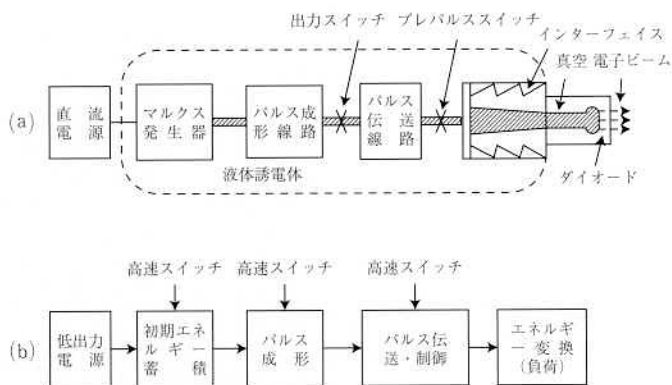 出力スイッチ プレパルススイッチ
インターフェイス
真空 電子ビーム
(a)
直流
電源
マルクス
発生器
パルス成
形線路
パルス
伝送
線路
液体誘電体
ダイオード
高速スイッチ 高速スイッチ 高速スイッチ
(b)
低出力
電源
初期エネ
ルギー
蓄積
パルス
成形
パルス伝
送・制御
エネルギ
ー変換
(負荷)